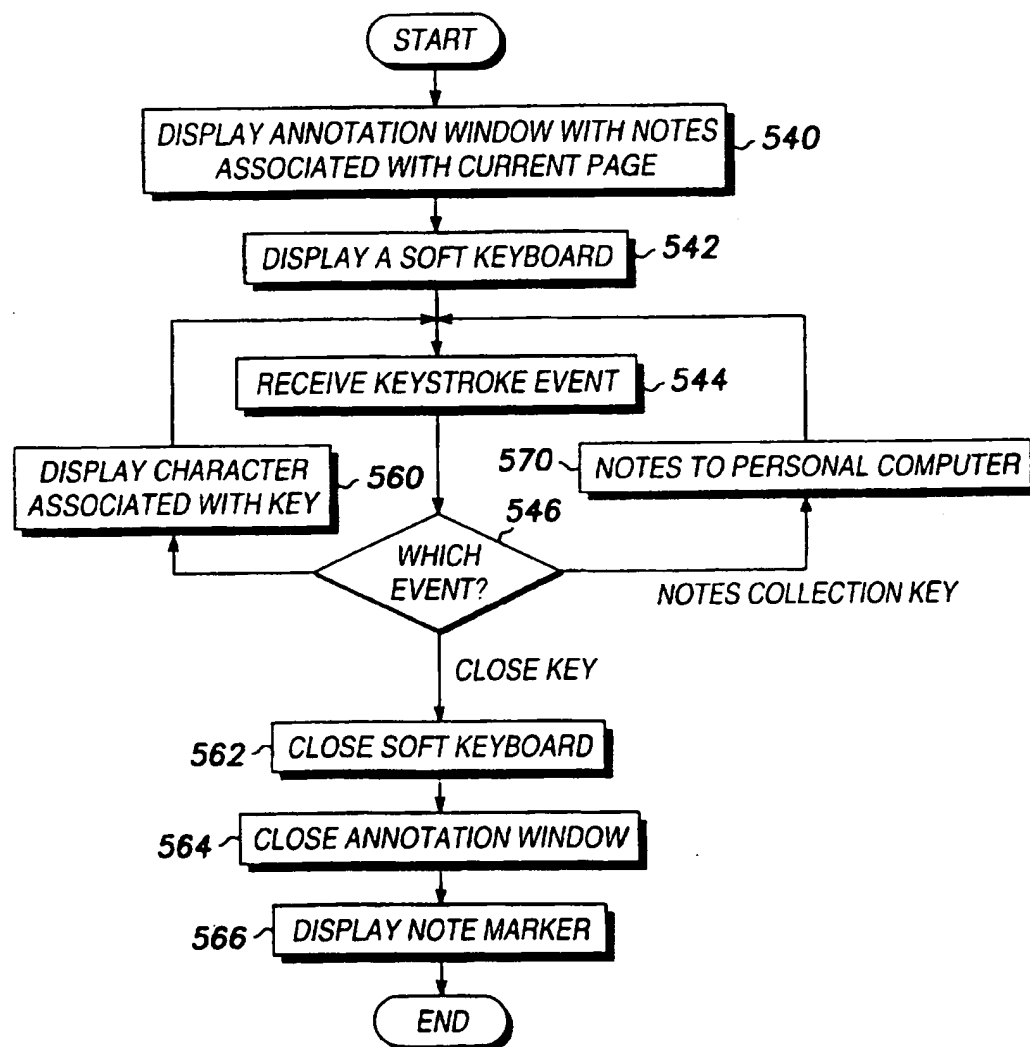 START
DISPLAY ANNOTATION WINDOW WITH NOTES
ASSOCIATED WITH CURRENT PAGE
540
DISPLAY A SOFT KEYBOARD
542
RECEIVE KEYSTROKE EVENT
544
DISPLAY CHARACTER
ASSOCIATED WITH KEY
560
570
NOTES TO PERSONAL COMPUTER
546
WHICH
EVENT?
NOTES COLLECTION KEY
CLOSE KEY
562
CLOSE SOFT KEYBOARD
564
CLOSE ANNOTATION WINDOW
566
DISPLAY NOTE MARKER
END